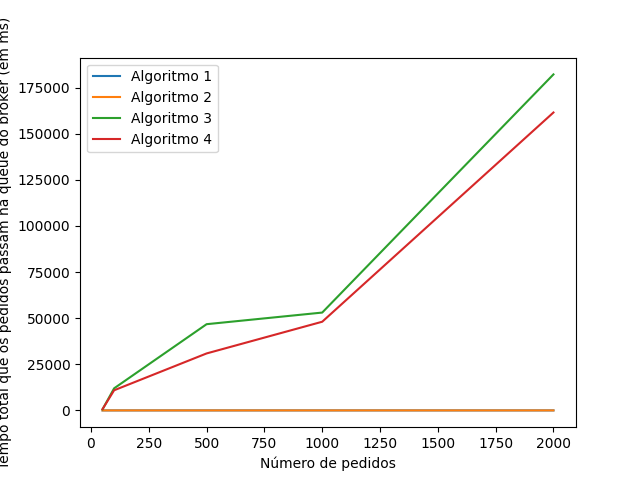 Algoritmo 1
Algoritmo 2
Algoritmo 3
Algoritmo 4
Tempo total que os pedidos passam na queue do broker (em ms)
175000
150000
125000
100000
75000
50000
25000
0
0 250 500 750 1000 1250 1500 1750 2000
Número de pedidos